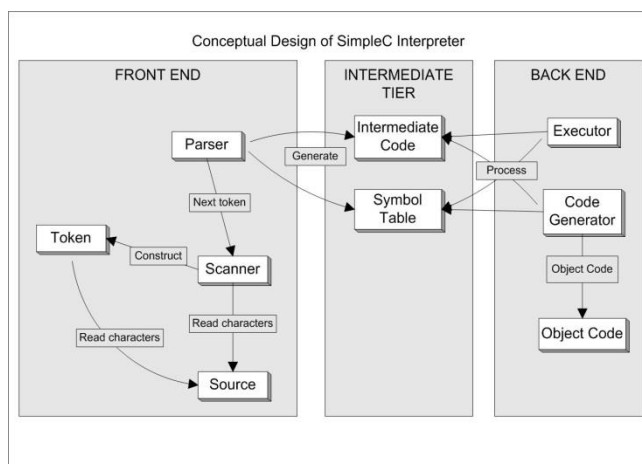 Conceptual Design of SimpleC Interpreter
FRONT END
Parser
Next token
Token
Construct
Scanner
Read characters
Read characters
Source
Generate
INTERMEDIATE
TIER
Intermediate
Code
Symbol
Table
BACK END
Executor
Process
Code
Generator
Object Code
Object Code